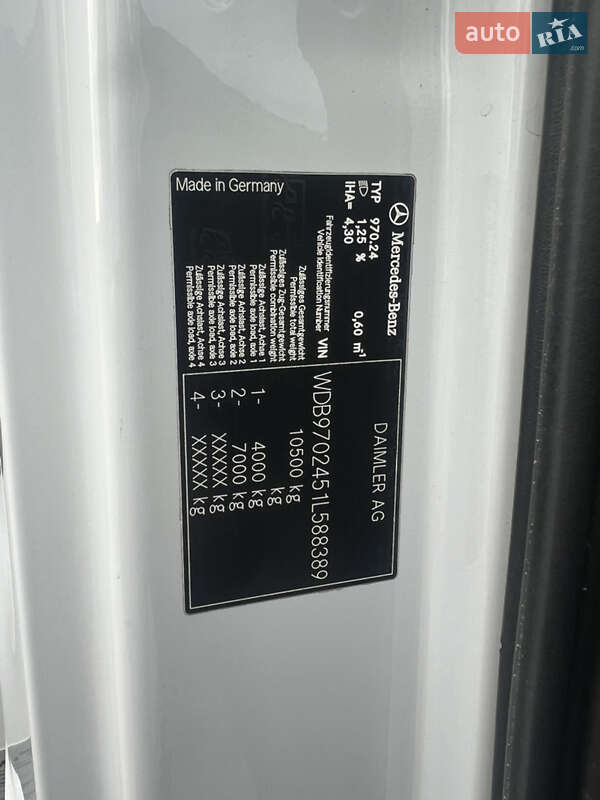 auto RIA .com
Mercedes-Benz
DAIMLER AG
TYP 970.24
1,25 % 0,60 m⁻¹
IHA= 4,30
Fahrzeugidentifizierungsnummer
Vehicle Identification Number VIN WDB9702451L588389
Zulässiges Gesamtgewicht
Permissible total weight 10500 kg
Zulässiges Zug-Gesamtgewicht
Permissible combination weight
Zulässige Achslast, Achse 1
Permissible axle load, axle 1 1- 4000 kg
Zulässige Achslast, Achse 2
Permissible axle load, axle 2 2- 7000 kg
Zulässige Achslast, Achse 3
Permissible axle load, axle 3 3- XXXXX kg
Zulässige Achslast, Achse 4
Permissible axle load, axle 4 4- XXXXX kg
Made in Germany